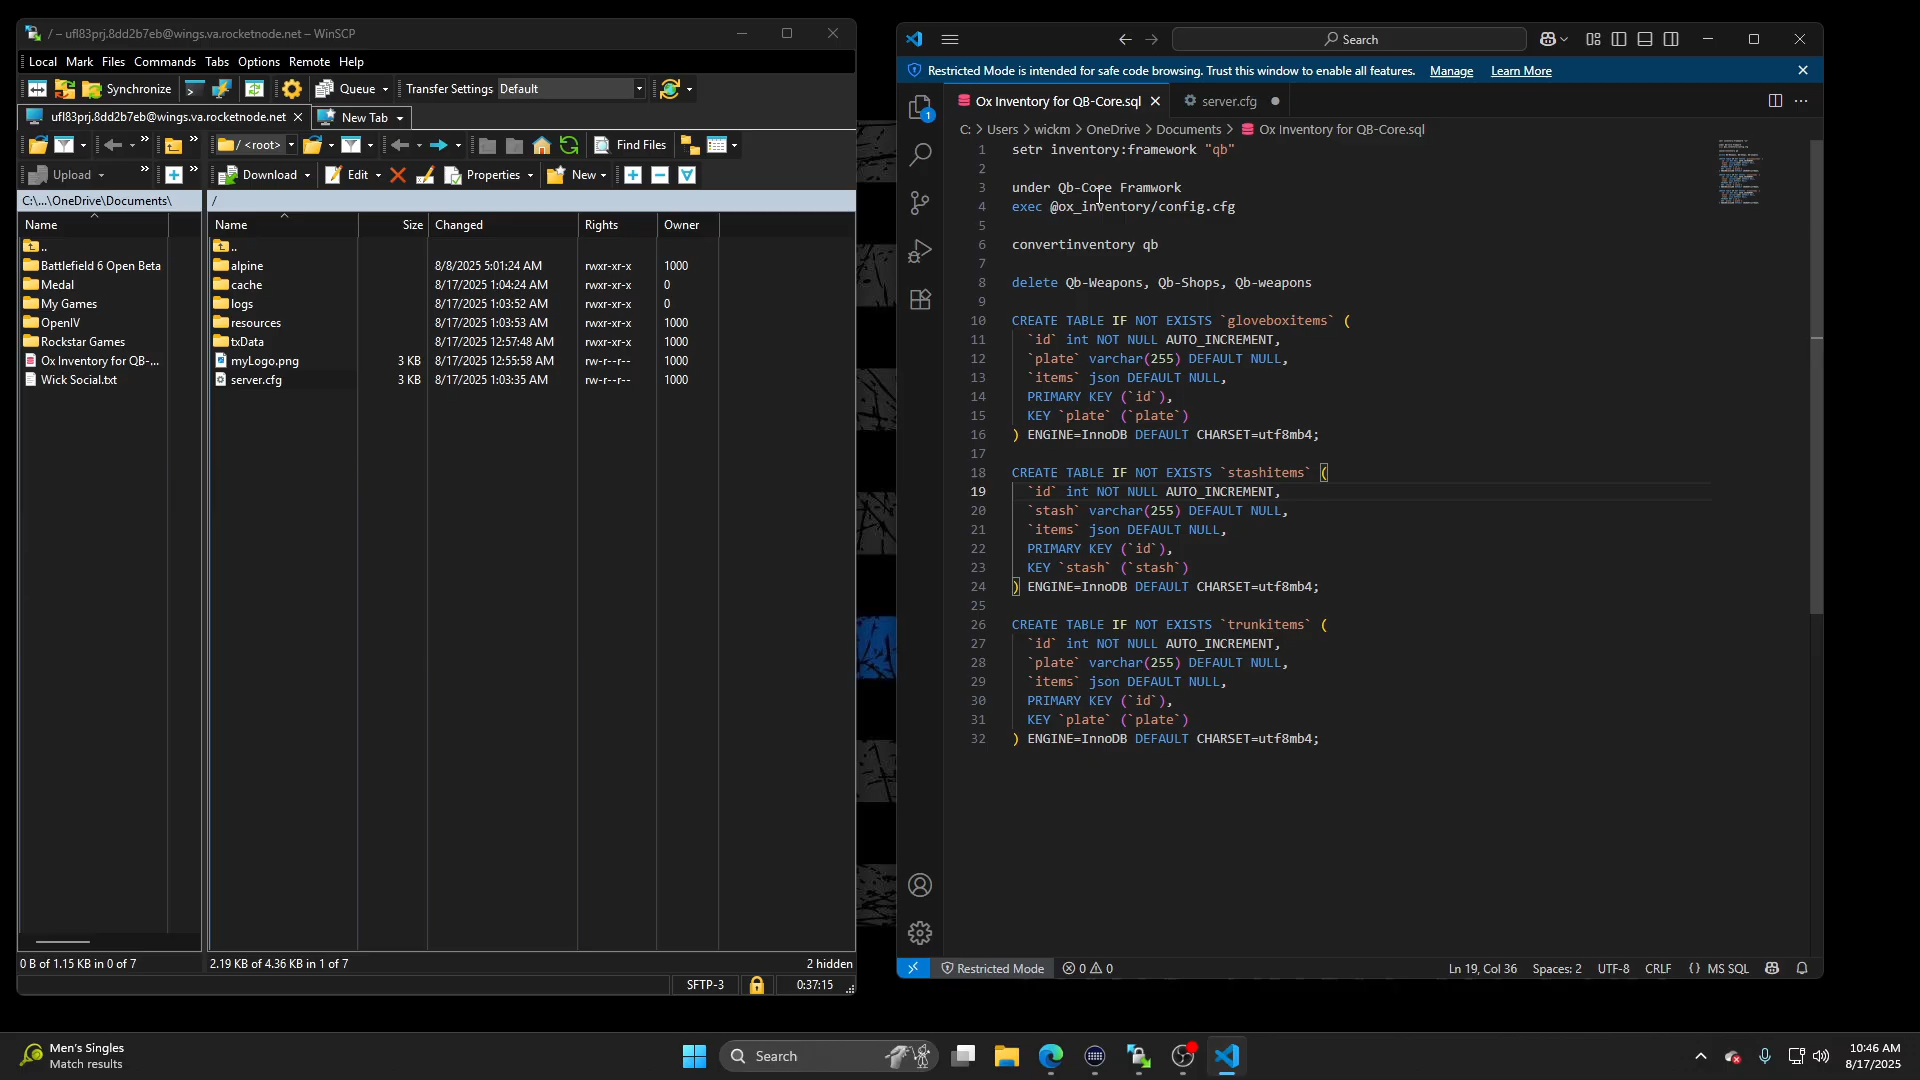 / – ufl83prj.8dd2b7eb@wings.va.rocketnode.net – WinSCP
Local Mark Files Commands Tabs Options Remote Help
Synchronize Queue Transfer Settings Default
ufl83prj.8dd2b7eb@wings.va.rocketnode.net New Tab
/ <root> Find Files
Upload Download Edit Properties New
C:\...\OneDrive\Documents\ /
Name Name Size Changed Rights Owner
.. ..
Battlefield 6 Open Beta alpine 8/8/2025 5:01:24 AM rwxr-xr-x 1000
Medal cache 8/17/2025 1:04:24 AM rwxr-xr-x 0
My Games logs 8/17/2025 1:03:52 AM rwxr-xr-x 0
OpenIV resources 8/17/2025 1:03:53 AM rwxr-xr-x 1000
Rockstar Games txData 8/17/2025 12:57:48 AM rwxr-xr-x 1000
Ox Inventory for QB-... myLogo.png 3 KB 8/17/2025 12:55:58 AM rw-r--r-- 1000
Wick Social.txt server.cfg 3 KB 8/17/2025 1:03:35 AM rw-r--r-- 1000
0 B of 1.15 KB in 0 of 7 2.19 KB of 4.36 KB in 1 of 7 2 hidden
SFTP-3 0:37:15
Search
Restricted Mode is intended for safe code browsing. Trust this window to enable all features. Manage Learn More
1
Ox Inventory for QB-Core.sql server.cfg
C: > Users > wickm > OneDrive > Documents > Ox Inventory for QB-Core.sql
1 setr inventory:framework "qb"
2
3 under Qb-Core Framwork
4 exec @ox_inventory/config.cfg
5
6 convertinventory qb
7
8 delete Qb-Weapons, Qb-Shops, Qb-weapons
9
10 CREATE TABLE IF NOT EXISTS `gloveboxitems` (
11 `id` int NOT NULL AUTO_INCREMENT,
12 `plate` varchar(255) DEFAULT NULL,
13 `items` json DEFAULT NULL,
14 PRIMARY KEY (`id`),
15 KEY `plate` (`plate`)
16 ) ENGINE=InnoDB DEFAULT CHARSET=utf8mb4;
17
18 CREATE TABLE IF NOT EXISTS `stashitems` (
19 `id` int NOT NULL AUTO_INCREMENT,
20 `stash` varchar(255) DEFAULT NULL,
21 `items` json DEFAULT NULL,
22 PRIMARY KEY (`id`),
23 KEY `stash` (`stash`)
24 ) ENGINE=InnoDB DEFAULT CHARSET=utf8mb4;
25
26 CREATE TABLE IF NOT EXISTS `trunkitems` (
27 `id` int NOT NULL AUTO_INCREMENT,
28 `plate` varchar(255) DEFAULT NULL,
29 `items` json DEFAULT NULL,
30 PRIMARY KEY (`id`),
31 KEY `plate` (`plate`)
32 ) ENGINE=InnoDB DEFAULT CHARSET=utf8mb4;
Restricted Mode 0 0 Ln 19, Col 36 Spaces: 2 UTF-8 CRLF {} MS SQL
Men's Singles
Match results
Search
10:46 AM
8/17/2025